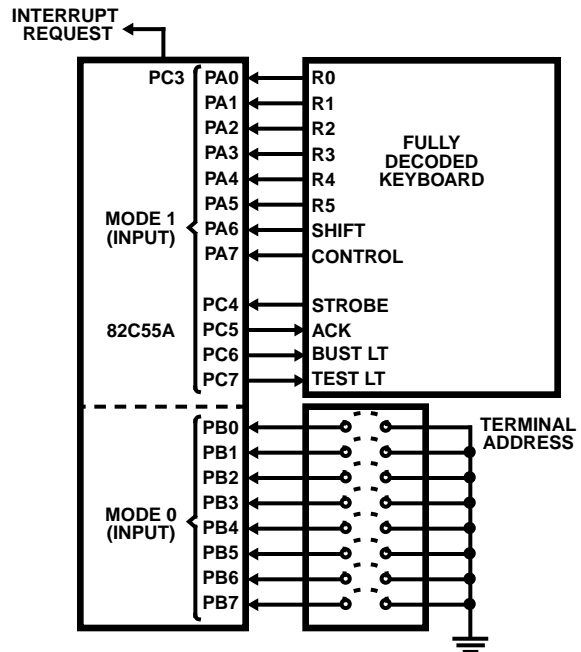 INTERRUPT
REQUEST
PC3 PA0 R0
PA1 R1
PA2 R2
PA3 R3
PA4 R4
PA5 R5
PA6 SHIFT
PA7 CONTROL
MODE 1
(INPUT)
FULLY
DECODED
KEYBOARD
PC4 STROBE
82C55A PC5 ACK
PC6 BUST LT
PC7 TEST LT
PB0
PB1
PB2
PB3
PB4
PB5
PB6
PB7
MODE 0
(INPUT)
TERMINAL
ADDRESS